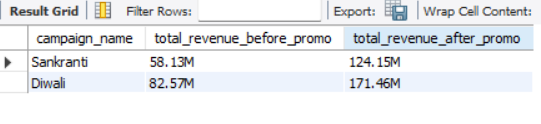 Result Grid Filter Rows: Export: Wrap Cell Content:
campaign_name total_revenue_before_promo total_revenue_after_promo
Sankranti 58.13M 124.15M
Diwali 82.57M 171.46M